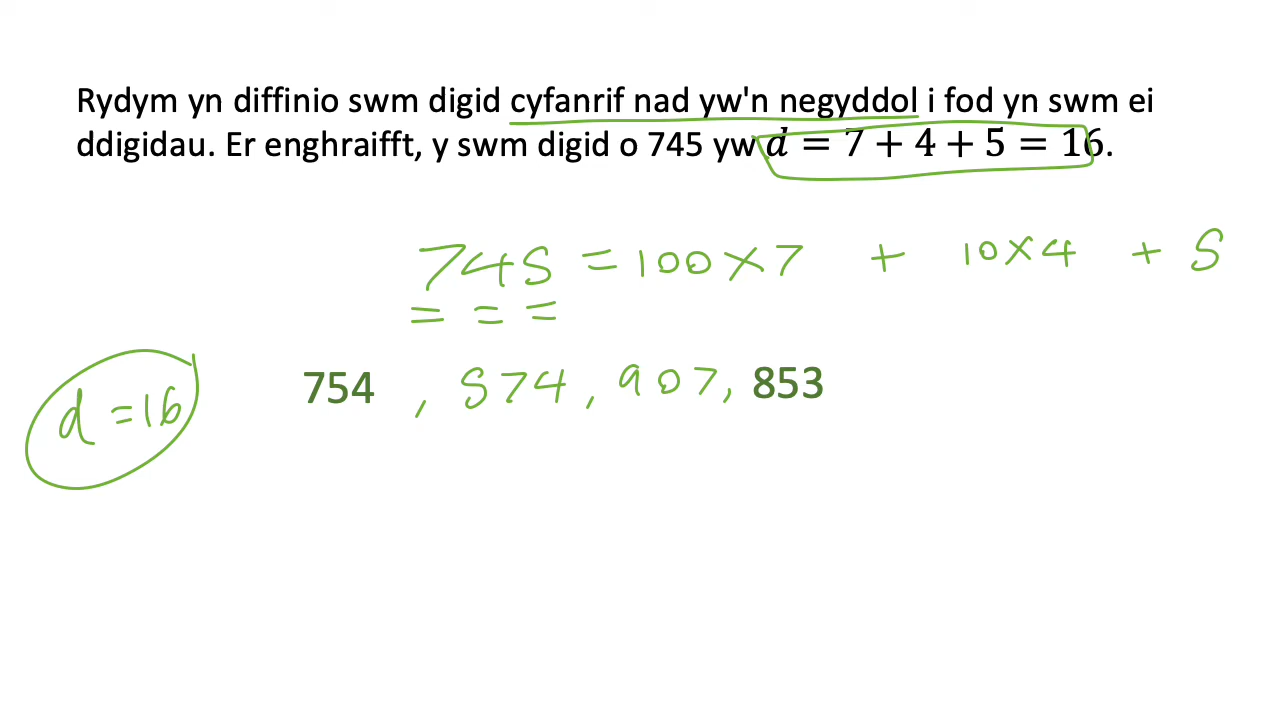 Rydym yn diffinio swm digid cyfanrif nad yw'n negyddol i fod yn swm ei
ddigidau. Er enghraifft, y swm digid o 745 yw d = 7 + 4 + 5 = 16.
745 = 100 × 7 + 10 × 4 + 5
754 , 574 , 907, 853
d = 16